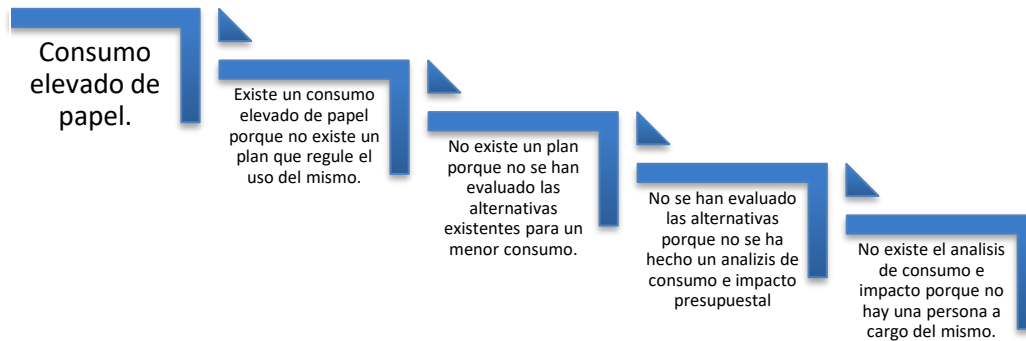 Consumo
elevado de
papel.
Existe un consumo
elevado de papel
porque no existe un
plan que regule el
uso del mismo.
No existe un plan
porque no se han
evaluado las
alternativas
existentes para un
menor consumo.
No se han evaluado
las alternativas
porque no se ha
hecho un analizis de
consumo e impacto
presupuestal
No existe el analisis
de consumo e
impacto porque no
hay una persona a
cargo del mismo.